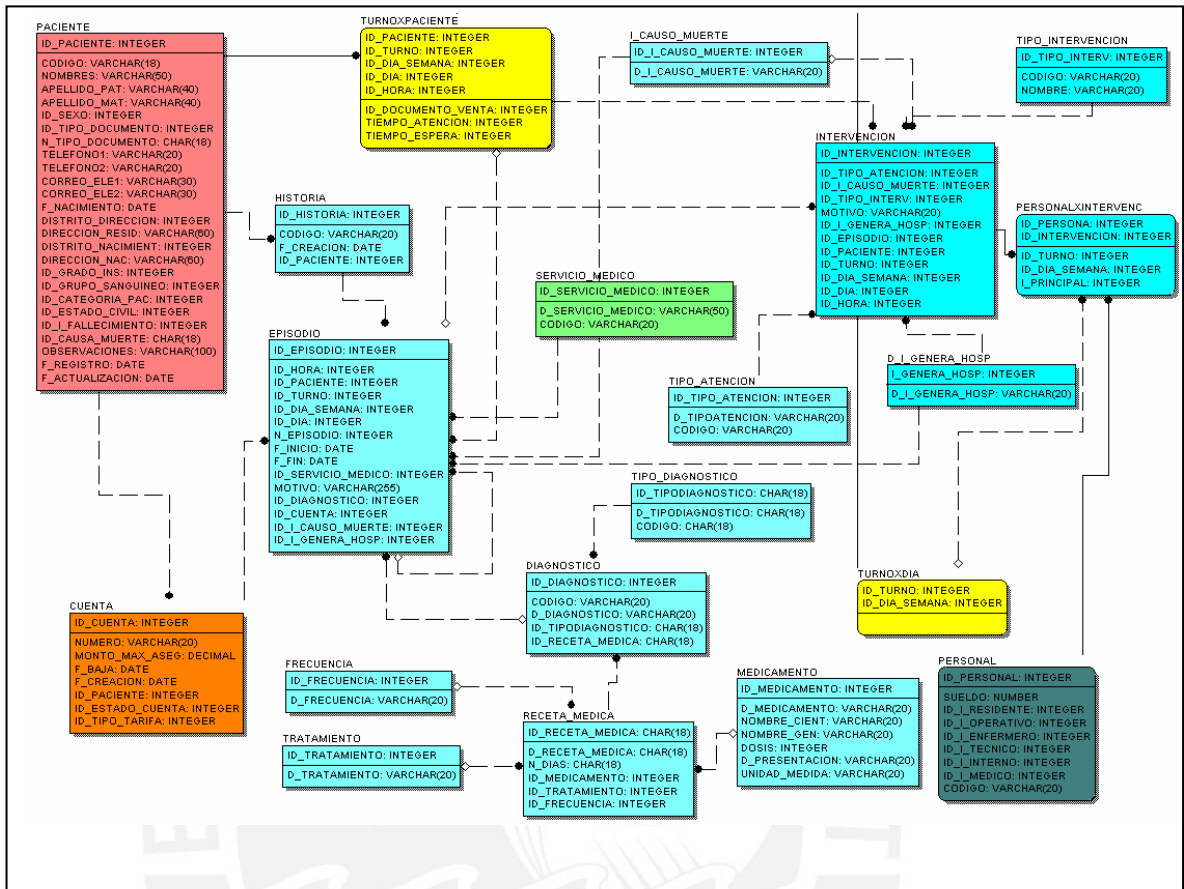 PACIENTE
ID_PACIENTE: INTEGER
CODIGO: VARCHAR(18)
NOMBRES: VARCHAR(50)
APELLIDO_PAT: VARCHAR(40)
APELLIDO_MAT: VARCHAR(40)
ID_SEXO: INTEGER
ID_TIPO_DOCUMENTO: INTEGER
N_TIPO_DOCUMENTO: CHAR(18)
TELEFONO1: VARCHAR(20)
TELEFONO2: VARCHAR(20)
CORREO_ELE1: VARCHAR(30)
CORREO_ELE2: VARCHAR(30)
F_NACIMIENTO: DATE
DISTRITO_DIRECCION: INTEGER
DIRECCION_RESID: VARCHAR(60)
DISTRITO_NACIMIENT: INTEGER
DIRECCION_NAC: VARCHAR(60)
ID_GRADO_INS: INTEGER
ID_GRUPO_SANGUINEO: INTEGER
ID_CATEGORIA_PAC: INTEGER
ID_ESTADO_CIVIL: INTEGER
ID_I_FALLECIMIENTO: INTEGER
ID_CAUSA_MUERTE: CHAR(18)
OBSERVACIONES: VARCHAR(100)
F_REGISTRO: DATE
F_ACTUALIZACION: DATE
TURNOXPACIENTE
ID_PACIENTE: INTEGER
ID_TURNO: INTEGER
ID_DIA_SEMANA: INTEGER
ID_DIA: INTEGER
ID_HORA: INTEGER
ID_DOCUMENTO_VENTA: INTEGER
TIEMPO_ATENCION: INTEGER
TIEMPO_ESPERA: INTEGER
I_CAUSO_MUERTE
ID_I_CAUSO_MUERTE: INTEGER
D_I_CAUSO_MUERTE: VARCHAR(20)
TIPO_INTERVENCION
ID_TIPO_INTERV: INTEGER
CODIGO: VARCHAR(20)
NOMBRE: VARCHAR(20)
INTERVENCION
ID_INTERVENCION: INTEGER
ID_TIPO_ATENCION: INTEGER
ID_I_CAUSO_MUERTE: INTEGER
ID_TIPO_INTERV: INTEGER
MOTIVO: VARCHAR(20)
ID_I_GENERA_HOSP: INTEGER
ID_EPISODIO: INTEGER
ID_PACIENTE: INTEGER
ID_TURNO: INTEGER
ID_DIA_SEMANA: INTEGER
ID_DIA: INTEGER
ID_HORA: INTEGER
PERSONALXINTERVENC
ID_PERSONA: INTEGER
ID_INTERVENCION: INTEGER
ID_TURNO: INTEGER
ID_DIA_SEMANA: INTEGER
I_PRINCIPAL: INTEGER
HISTORIA
ID_HISTORIA: INTEGER
CODIGO: VARCHAR(20)
F_CREACION: DATE
ID_PACIENTE: INTEGER
SERVICIO_MEDICO
ID_SERVICIO_MEDICO: INTEGER
D_SERVICIO_MEDICO: VARCHAR(50)
CODIGO: VARCHAR(20)
EPISODIO
ID_EPISODIO: INTEGER
ID_HORA: INTEGER
ID_PACIENTE: INTEGER
ID_TURNO: INTEGER
ID_DIA_SEMANA: INTEGER
ID_DIA: INTEGER
N_EPISODIO: INTEGER
F_INICIO: DATE
F_FIN: DATE
ID_SERVICIO_MEDICO: INTEGER
MOTIVO: VARCHAR(255)
ID_DIAGNOSTICO: INTEGER
ID_CUENTA: INTEGER
ID_I_CAUSO_MUERTE: INTEGER
ID_I_GENERA_HOSP: INTEGER
TIPO_ATENCION
ID_TIPO_ATENCION: INTEGER
D_TIPOATENCION: VARCHAR(20)
CODIGO: VARCHAR(20)
D_I_GENERA_HOSP
I_GENERA_HOSP: INTEGER
D_I_GENERA_HOSP: VARCHAR(20)
TIPO_DIAGNOSTICO
ID_TIPODIAGNOSTICO: CHAR(18)
D_TIPODIAGNOSTICO: CHAR(18)
CODIGO: CHAR(18)
DIAGNOSTICO
ID_DIAGNOSTICO: INTEGER
CODIGO: VARCHAR(20)
D_DIAGNOSTICO: VARCHAR(20)
ID_TIPODIAGNOSTICO: CHAR(18)
ID_RECETA_MEDICA: CHAR(18)
TURNOXDIA
ID_TURNO: INTEGER
ID_DIA_SEMANA: INTEGER
CUENTA
ID_CUENTA: INTEGER
NUMERO: VARCHAR(20)
MONTO_MAX_ASEG: DECIMAL
F_BAJA: DATE
F_CREACION: DATE
ID_PACIENTE: INTEGER
ID_ESTADO_CUENTA: INTEGER
ID_TIPO_TARIFA: INTEGER
FRECUENCIA
ID_FRECUENCIA: INTEGER
D_FRECUENCIA: VARCHAR(20)
TRATAMIENTO
ID_TRATAMIENTO: INTEGER
D_TRATAMIENTO: VARCHAR(20)
RECETA_MEDICA
ID_RECETA_MEDICA: CHAR(18)
D_RECETA_MEDICA: CHAR(18)
N_DIAS: CHAR(18)
ID_MEDICAMENTO: INTEGER
ID_TRATAMIENTO: INTEGER
ID_FRECUENCIA: INTEGER
MEDICAMENTO
ID_MEDICAMENTO: INTEGER
D_MEDICAMENTO: VARCHAR(20)
NOMBRE_CIENT: VARCHAR(20)
NOMBRE_GEN: VARCHAR(20)
DOSIS: INTEGER
D_PRESENTACION: VARCHAR(20)
UNIDAD_MEDIDA: VARCHAR(20)
PERSONAL
ID_PERSONAL: INTEGER
SUELDO: NUMBER
ID_I_RESIDENTE: INTEGER
ID_I_OPERATIVO: INTEGER
ID_I_ENFERMERO: INTEGER
ID_I_TECNICO: INTEGER
ID_I_INTERNO: INTEGER
ID_I_MEDICO: INTEGER
CODIGO: VARCHAR(20)